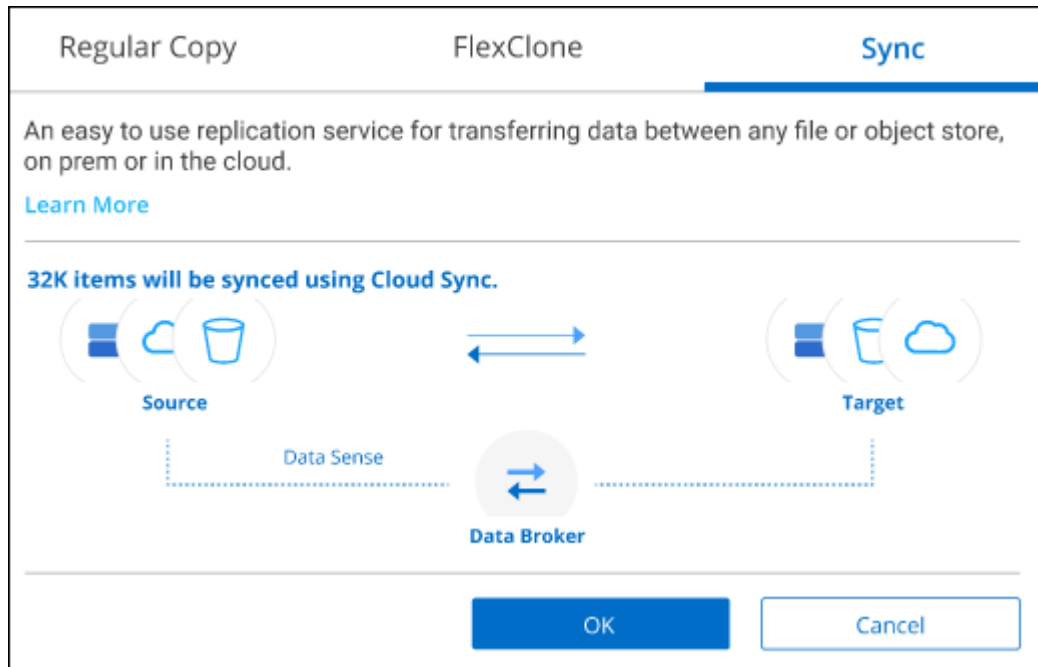 Regular Copy
FlexClone
Sync
An easy to use replication service for transferring data between any file or object store,
on prem or in the cloud.
Learn More
32K items will be synced using Cloud Sync.
Source
Target
Data Sense
Data Broker
OK
Cancel